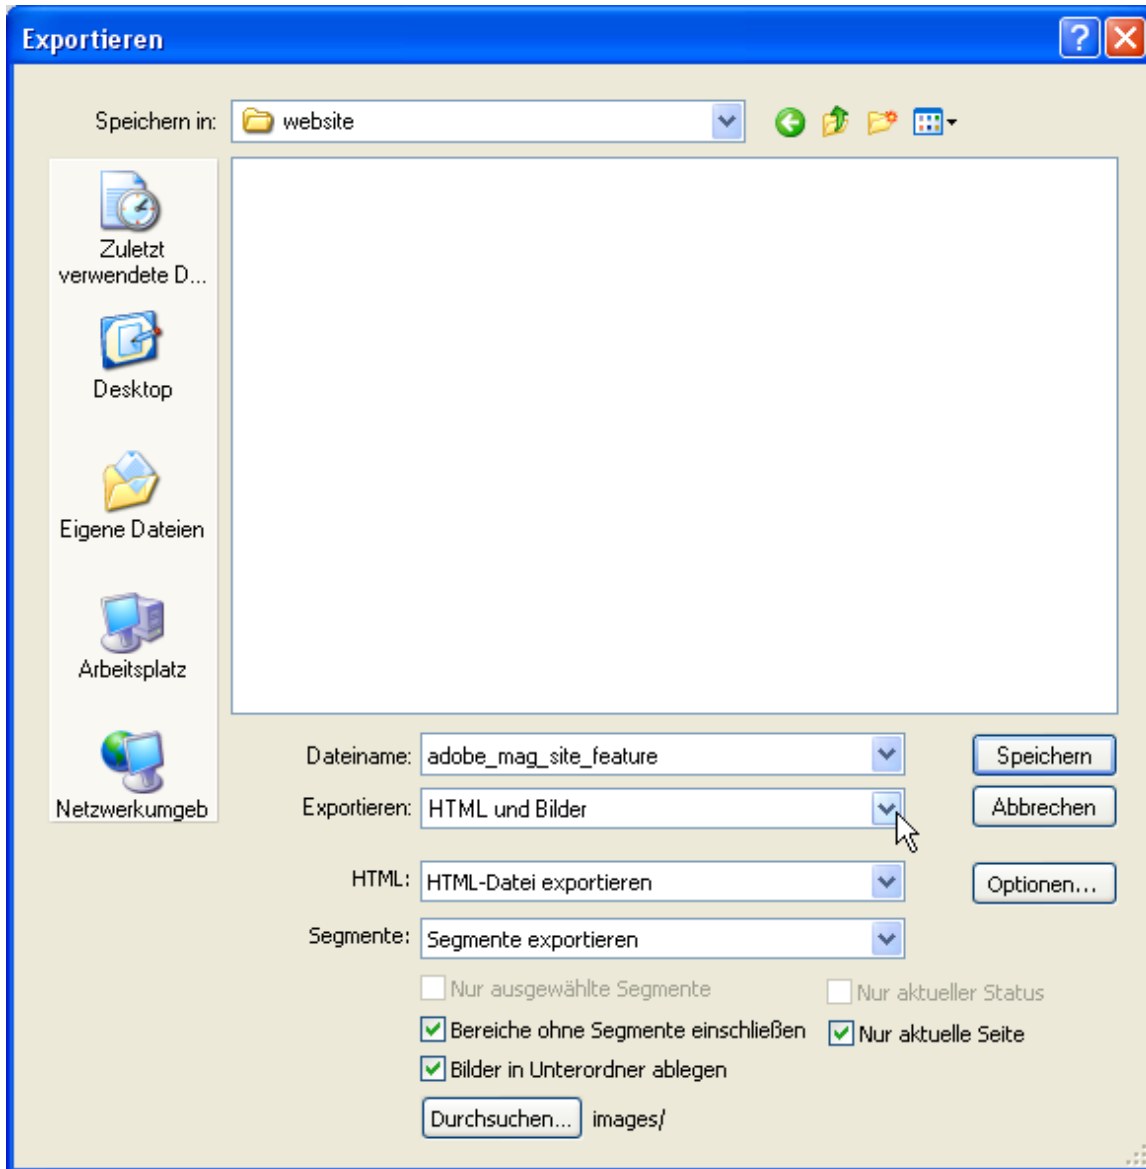 Exportieren
Speichern in: website
Zuletzt
verwendete D...
Desktop
Eigene Dateien
Arbeitsplatz
Netzwerkumgeb
Dateiname: adobe_mag_site_feature Speichern
Exportieren: HTML und Bilder Abbrechen
HTML: HTML-Datei exportieren Optionen...
Segmente: Segmente exportieren
Nur ausgewählte Segmente Nur aktueller Status
Bereiche ohne Segmente einschließen Nur aktuelle Seite
Bilder in Unterordner ablegen
Durchsuchen... images/